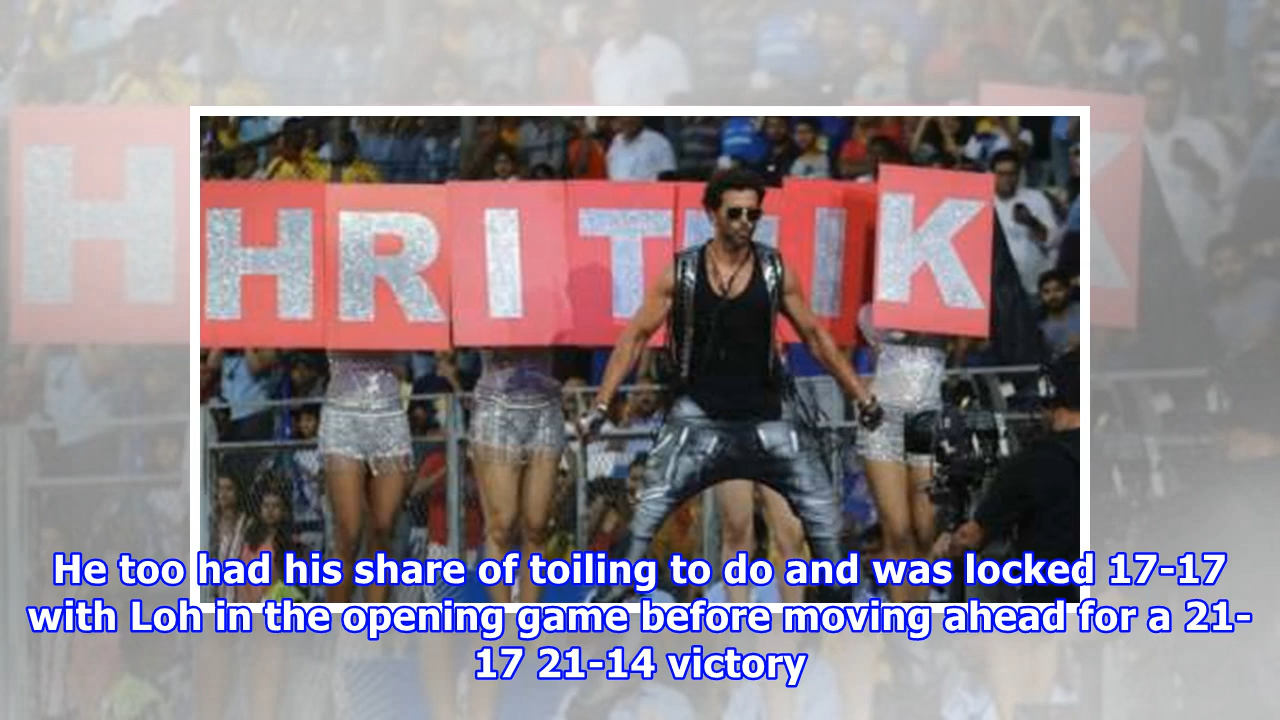 HRITHIK
He too had his share of toiling to do and was locked 17-17
with Loh in the opening game before moving ahead for a 21-
17 21-14 victory